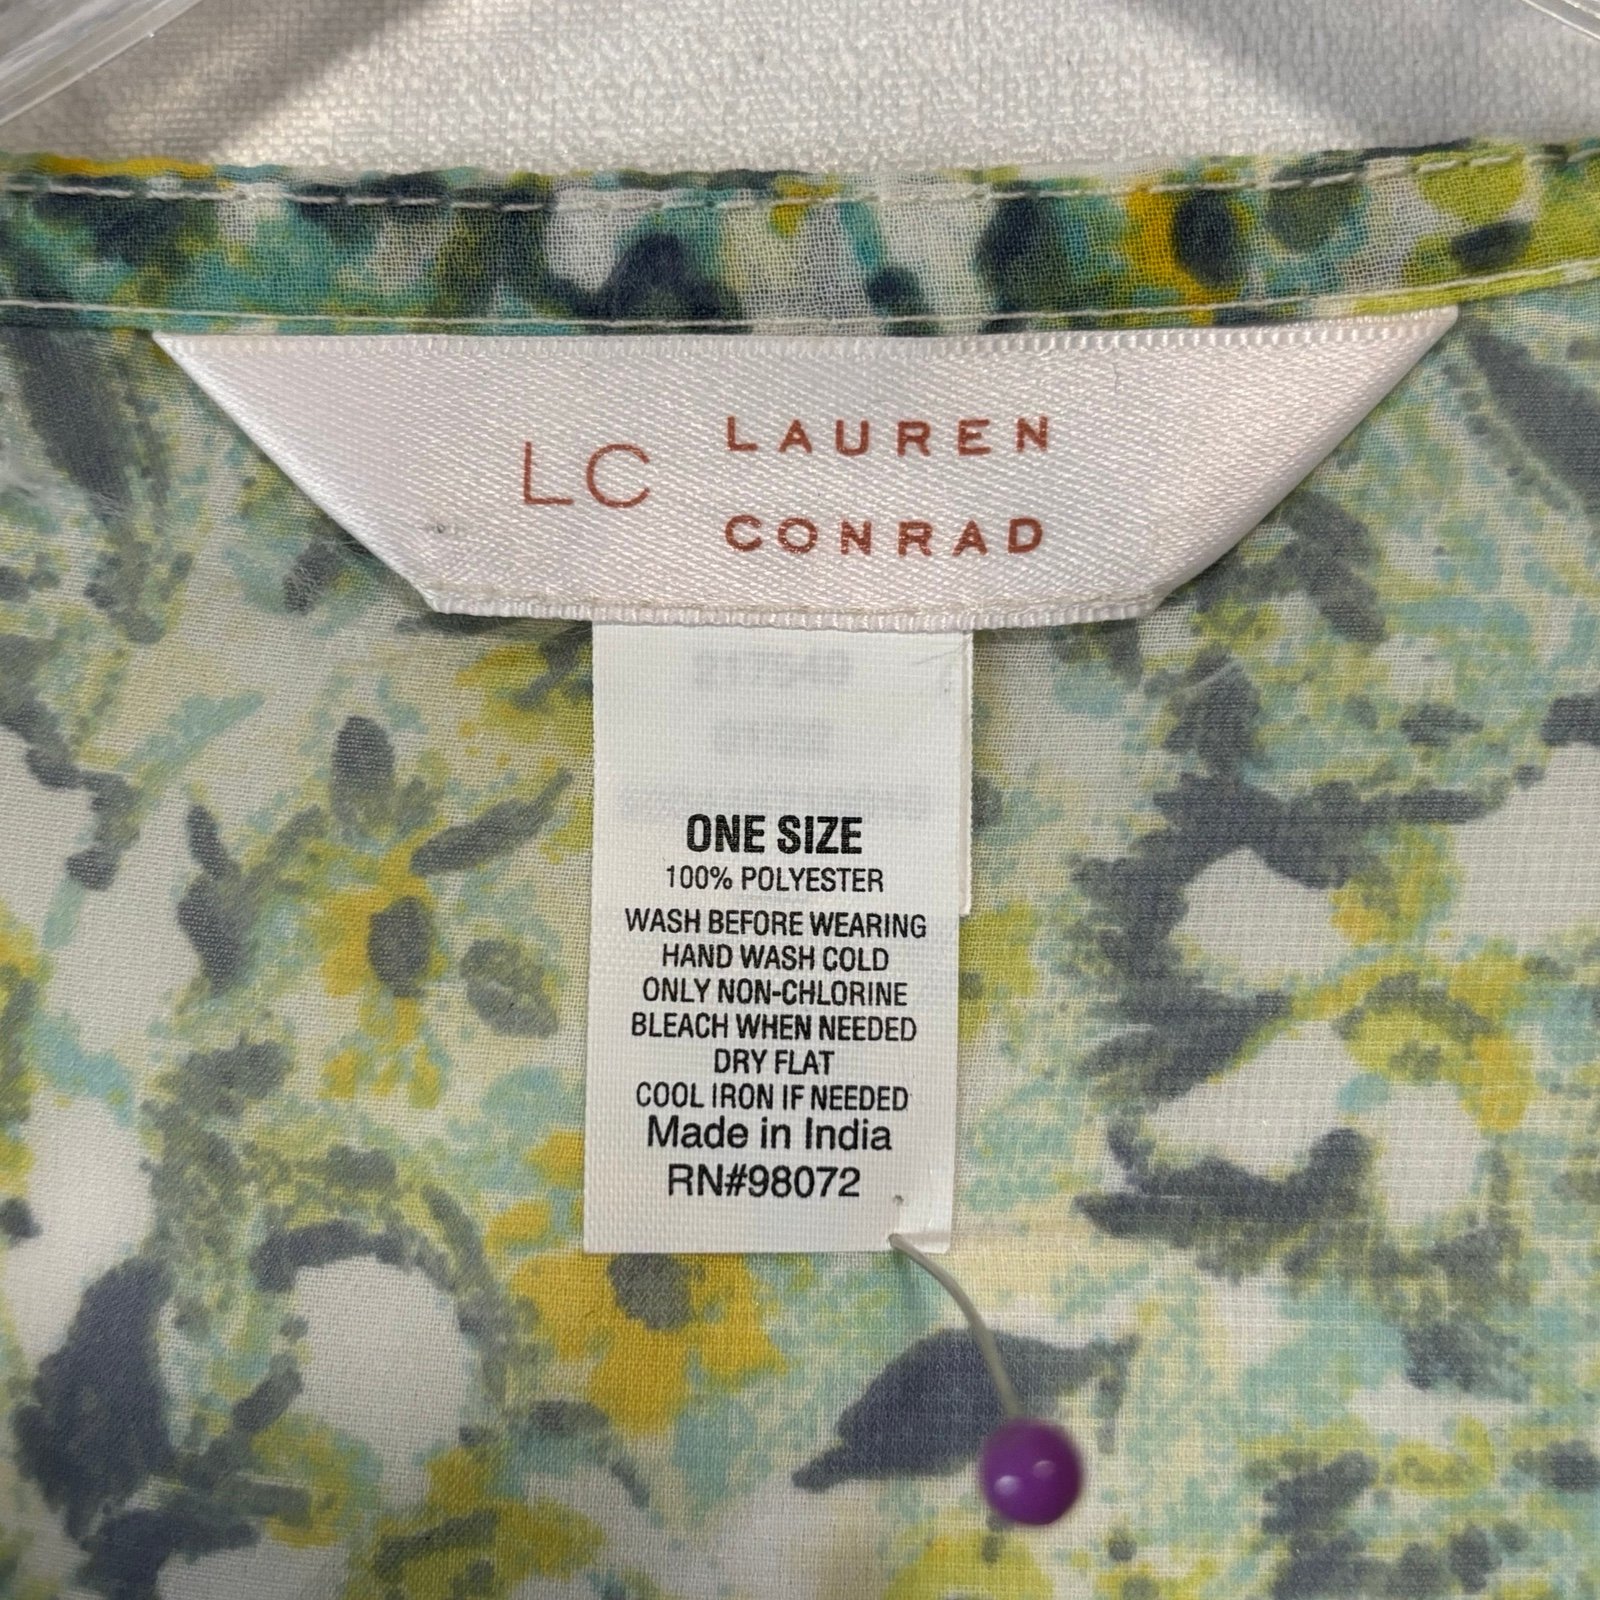 LC LAUREN
CONRAD
ONE SIZE
100% POLYESTER
WASH BEFORE WEARING
HAND WASH COLD
ONLY NON-CHLORINE
BLEACH WHEN NEEDED
DRY FLAT
COOL IRON IF NEEDED
Made in India
RN#98072